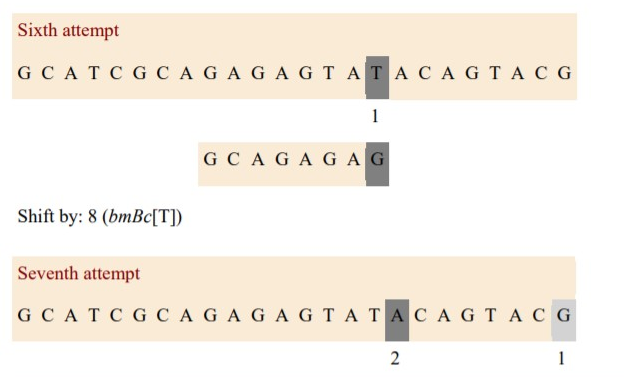 Sixth attempt
G C A T C G C A G A G A G T A T A C A G T A C G
1
G C A G A G A G
Shift by: 8 (bmBc[T])
Seventh attempt
G C A T C G C A G A G A G T A T A C A G T A C G
2 1